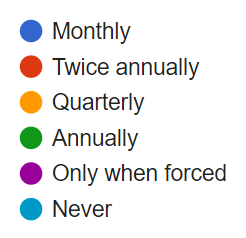 Monthly
Twice annually
Quarterly
Annually
Only when forced
Never